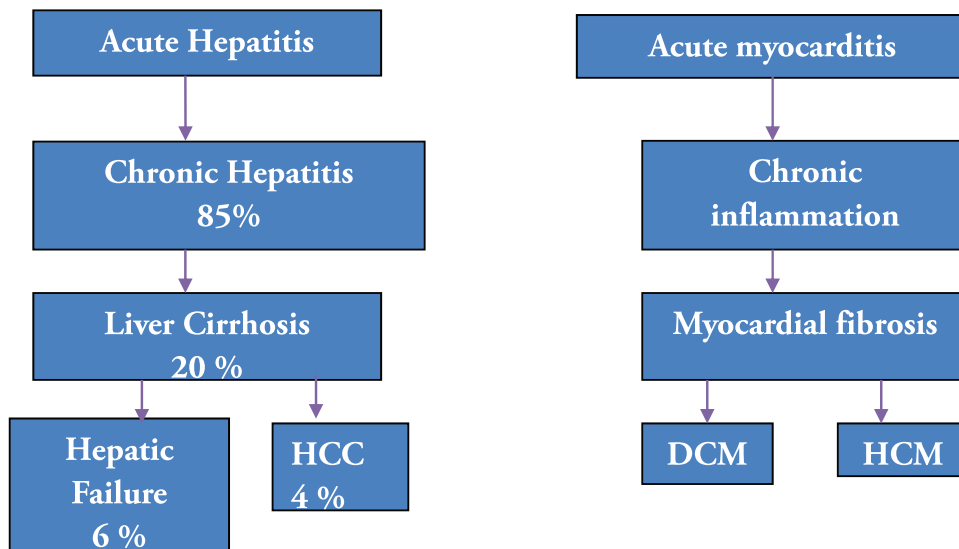 Acute Hepatitis
Chronic Hepatitis
85%
Liver Cirrhosis
20 %
Hepatic
Failure
6 %
HCC
4 %
Acute myocarditis
Chronic
inflammation
Myocardial fibrosis
DCM
HCM